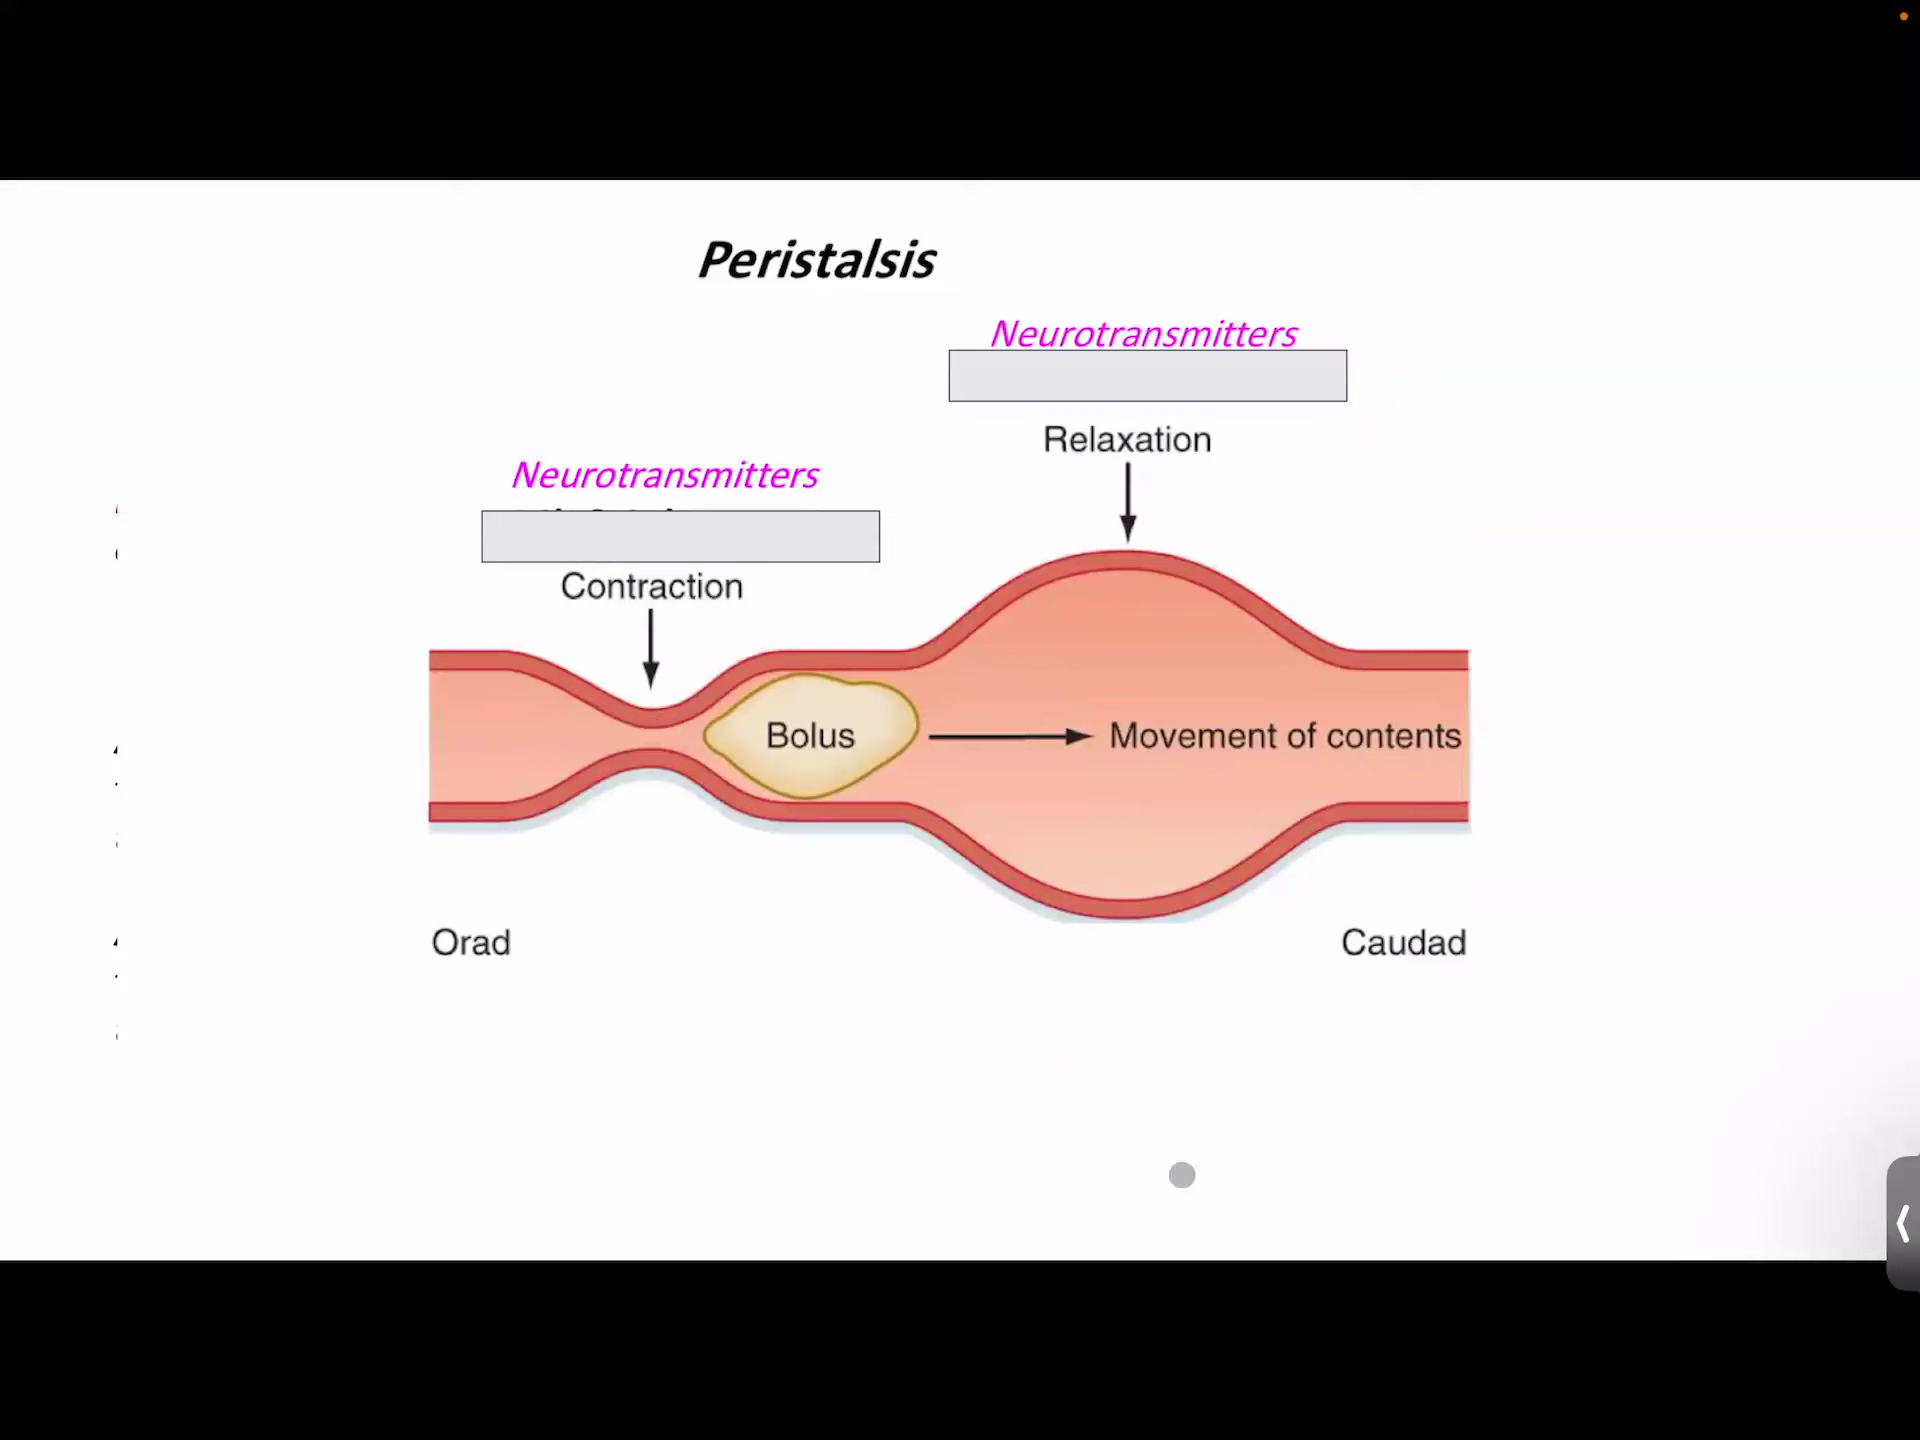 Peristalsis
Neurotransmitters
Relaxation
Neurotransmitters
Contraction
Bolus
Movement of contents
Orad
Caudad